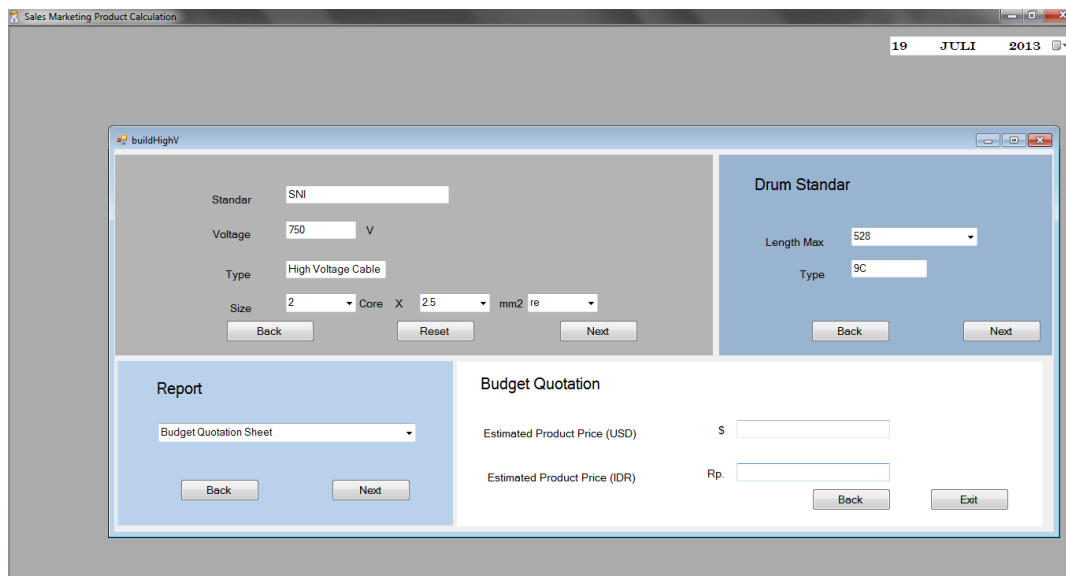 Sales Marketing Product Calculation
19 JULI 2013
buildHighV
Standar SNI
Voltage 750 V
Type High Voltage Cable
Size 2 Core X 2.5 mm2 re
Back Reset Next
Drum Standar
Length Max 528
Type 9C
Back Next
Report
Budget Quotation Sheet
Back Next
Budget Quotation
Estimated Product Price (USD) $
Estimated Product Price (IDR) Rp.
Back Exit